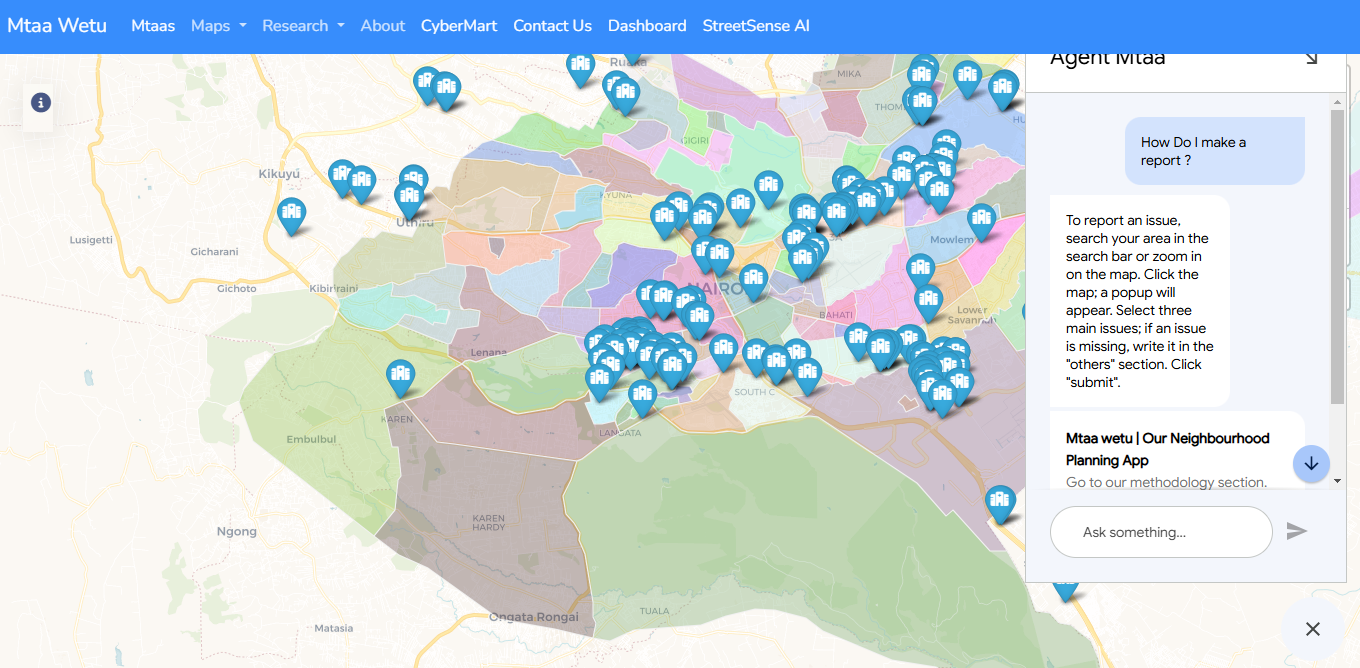 Mtaa Wetu
Mtaas
Maps
Research
About
CyberMart
Contact Us
Dashboard
StreetSense AI
Agent Mtaa
How Do I make a
report ?
To report an issue,
search your area in the
search bar or zoom in
on the map. Click the
map; a popup will
appear. Select three
main issues; if an issue
is missing, write it in the
"others" section. Click
"submit".
Mtaa wetu | Our Neighbourhood
Planning App
Go to our methodology section.
Ask something...
MIKA
GIGIRI
Kikuyú
Uthiru
Lusigetti
Gicharani
Mowlem
Gichoto
Kibiriraini
BAHATI
Lower
Savannah
Lenana
SOUTH C
KAREN
LANGATA
Embulbul
KAREN
HARDY
Ngong
Ongata Rongai
TUALA
Matasia